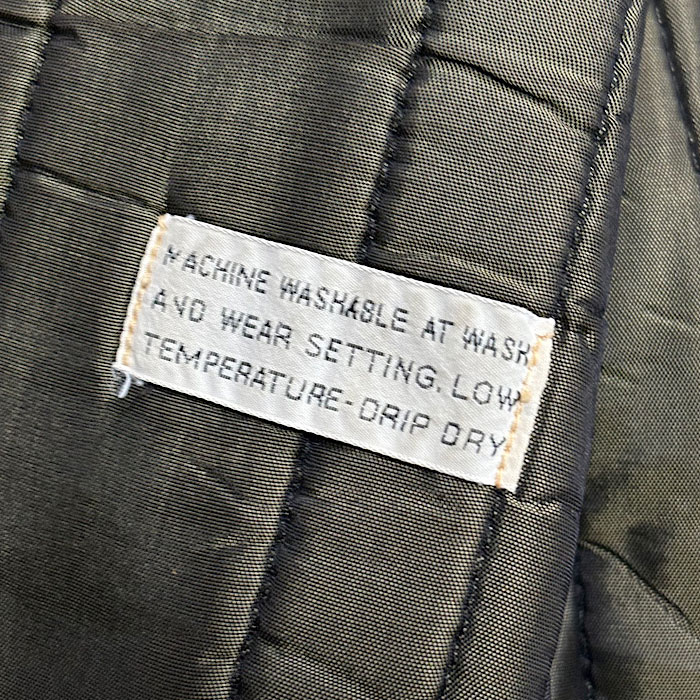 MACHINE WASHABLE AT WASH
AND WEAR SETTING, LOW
TEMPERATURE-DRIP DRY